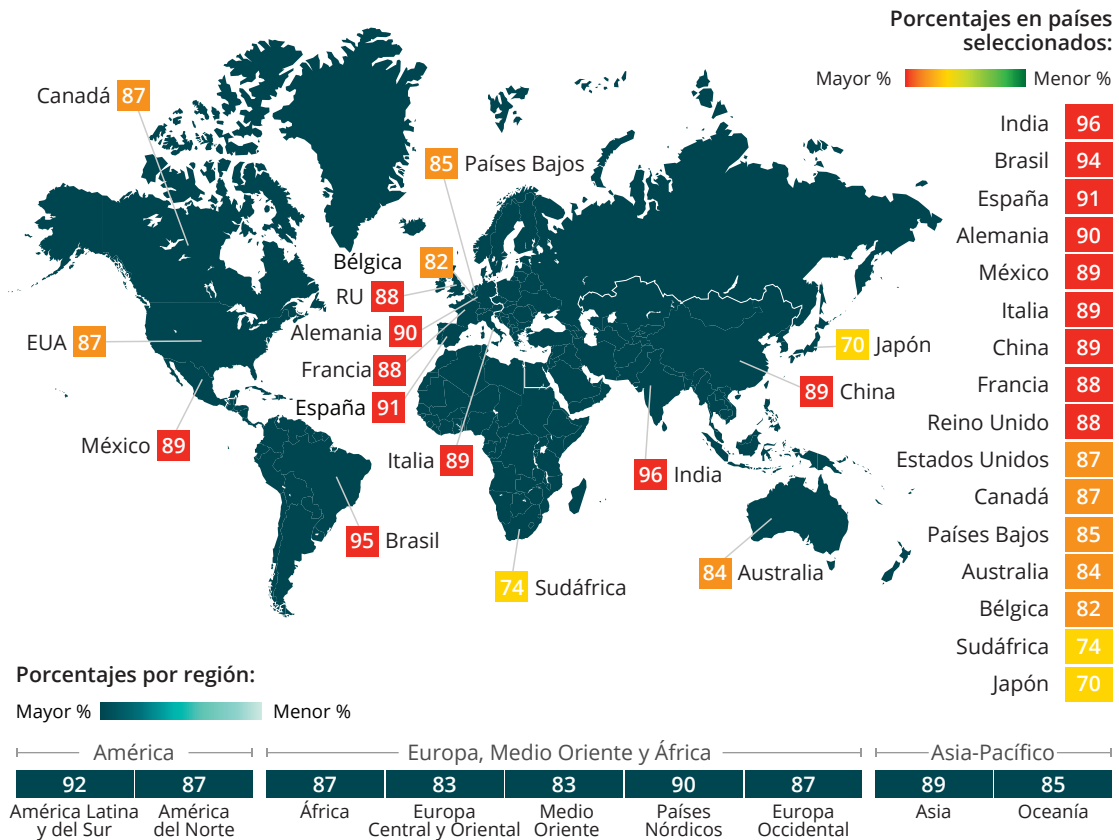 Porcentajes en países
seleccionados:
Mayor %
Menor %
Canadá 87
85 Países Bajos
Bélgica 82
RU 88
Alemania 90
EUA 87
Francia 88
España 91
México 89
Italia 89
70 Japón
89 China
96 India
95 Brasil
74 Sudáfrica
84 Australia
India 96
Brasil 94
España 91
Alemania 90
México 89
Italia 89
China 89
Francia 88
Reino Unido 88
Estados Unidos 87
Canadá 87
Países Bajos 85
Australia 84
Bélgica 82
Sudáfrica 74
Japón 70
Porcentajes por región:
Mayor %
Menor %
América
92
América Latina
y del Sur
87
América
del Norte
Europa, Medio Oriente y África
87
África
83
Europa
Central y Oriental
83
Medio
Oriente
90
Países
Nórdicos
87
Europa
Occidental
Asia-Pacífico
89
Asia
85
Oceanía